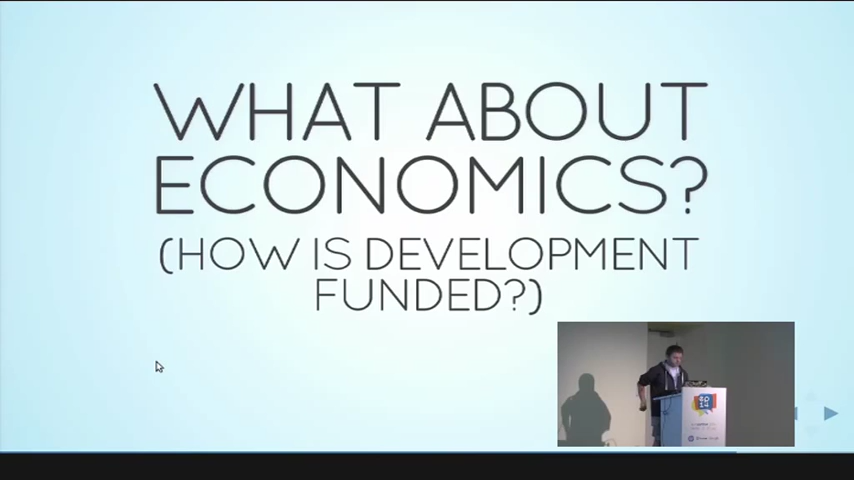 WHAT ABOUT
ECONOMICS?
(HOW IS DEVELOPMENT
FUNDED?)